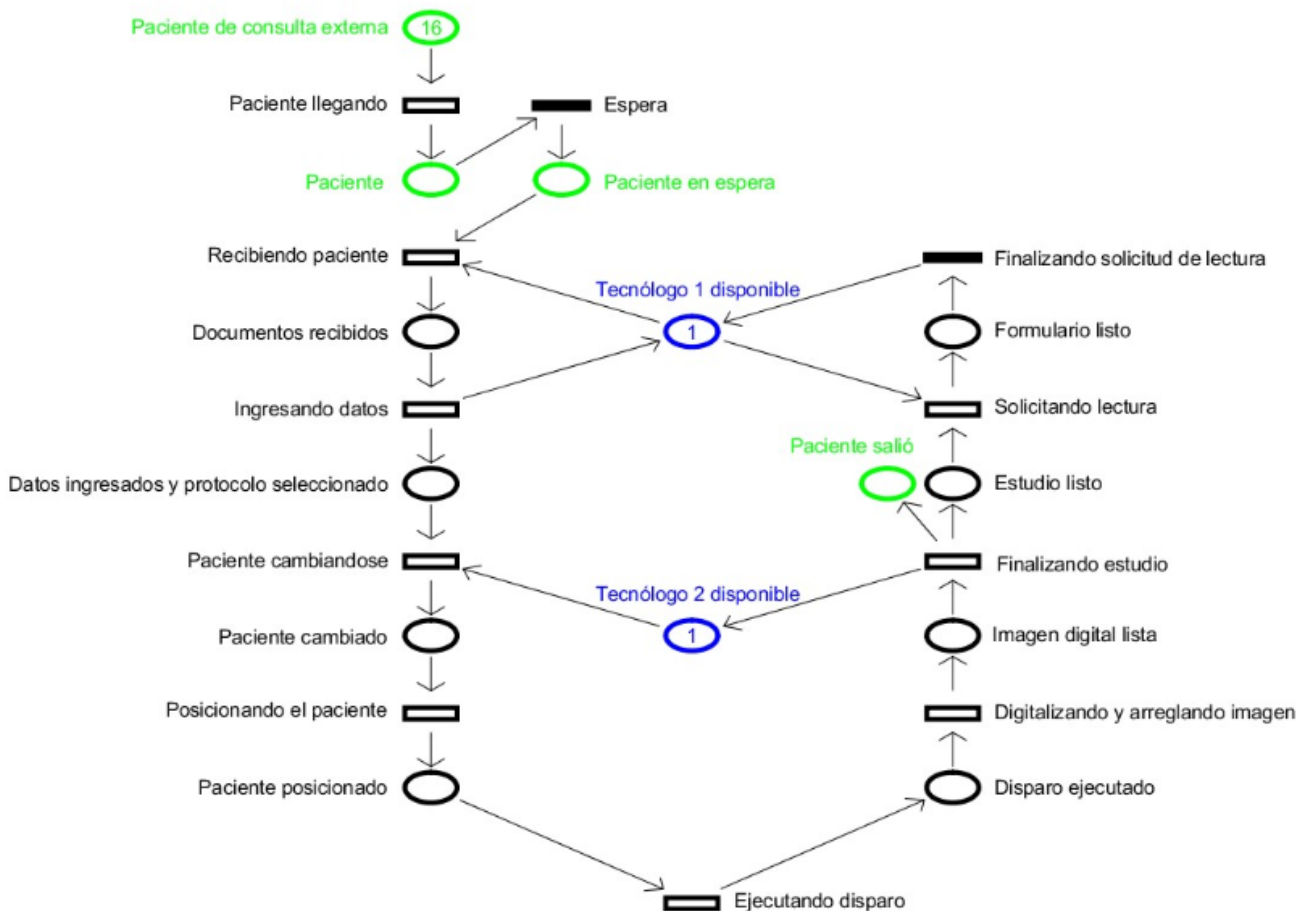 Paciente de consulta externa
16
Paciente llegando
Espera
Paciente
Paciente en espera
Recibiendo paciente
Finalizando solicitud de lectura
Tecnólogo 1 disponible
Documentos recibidos
1
Formulario listo
Ingresando datos
Solicitando lectura
Paciente salió
Datos ingresados y protocolo seleccionado
Estudio listo
Paciente cambiandose
Finalizando estudio
Tecnólogo 2 disponible
Paciente cambiado
1
Imagen digital lista
Posicionando el paciente
Digitalizando y arreglando imagen
Paciente posicionado
Disparo ejecutado
Ejecutando disparo